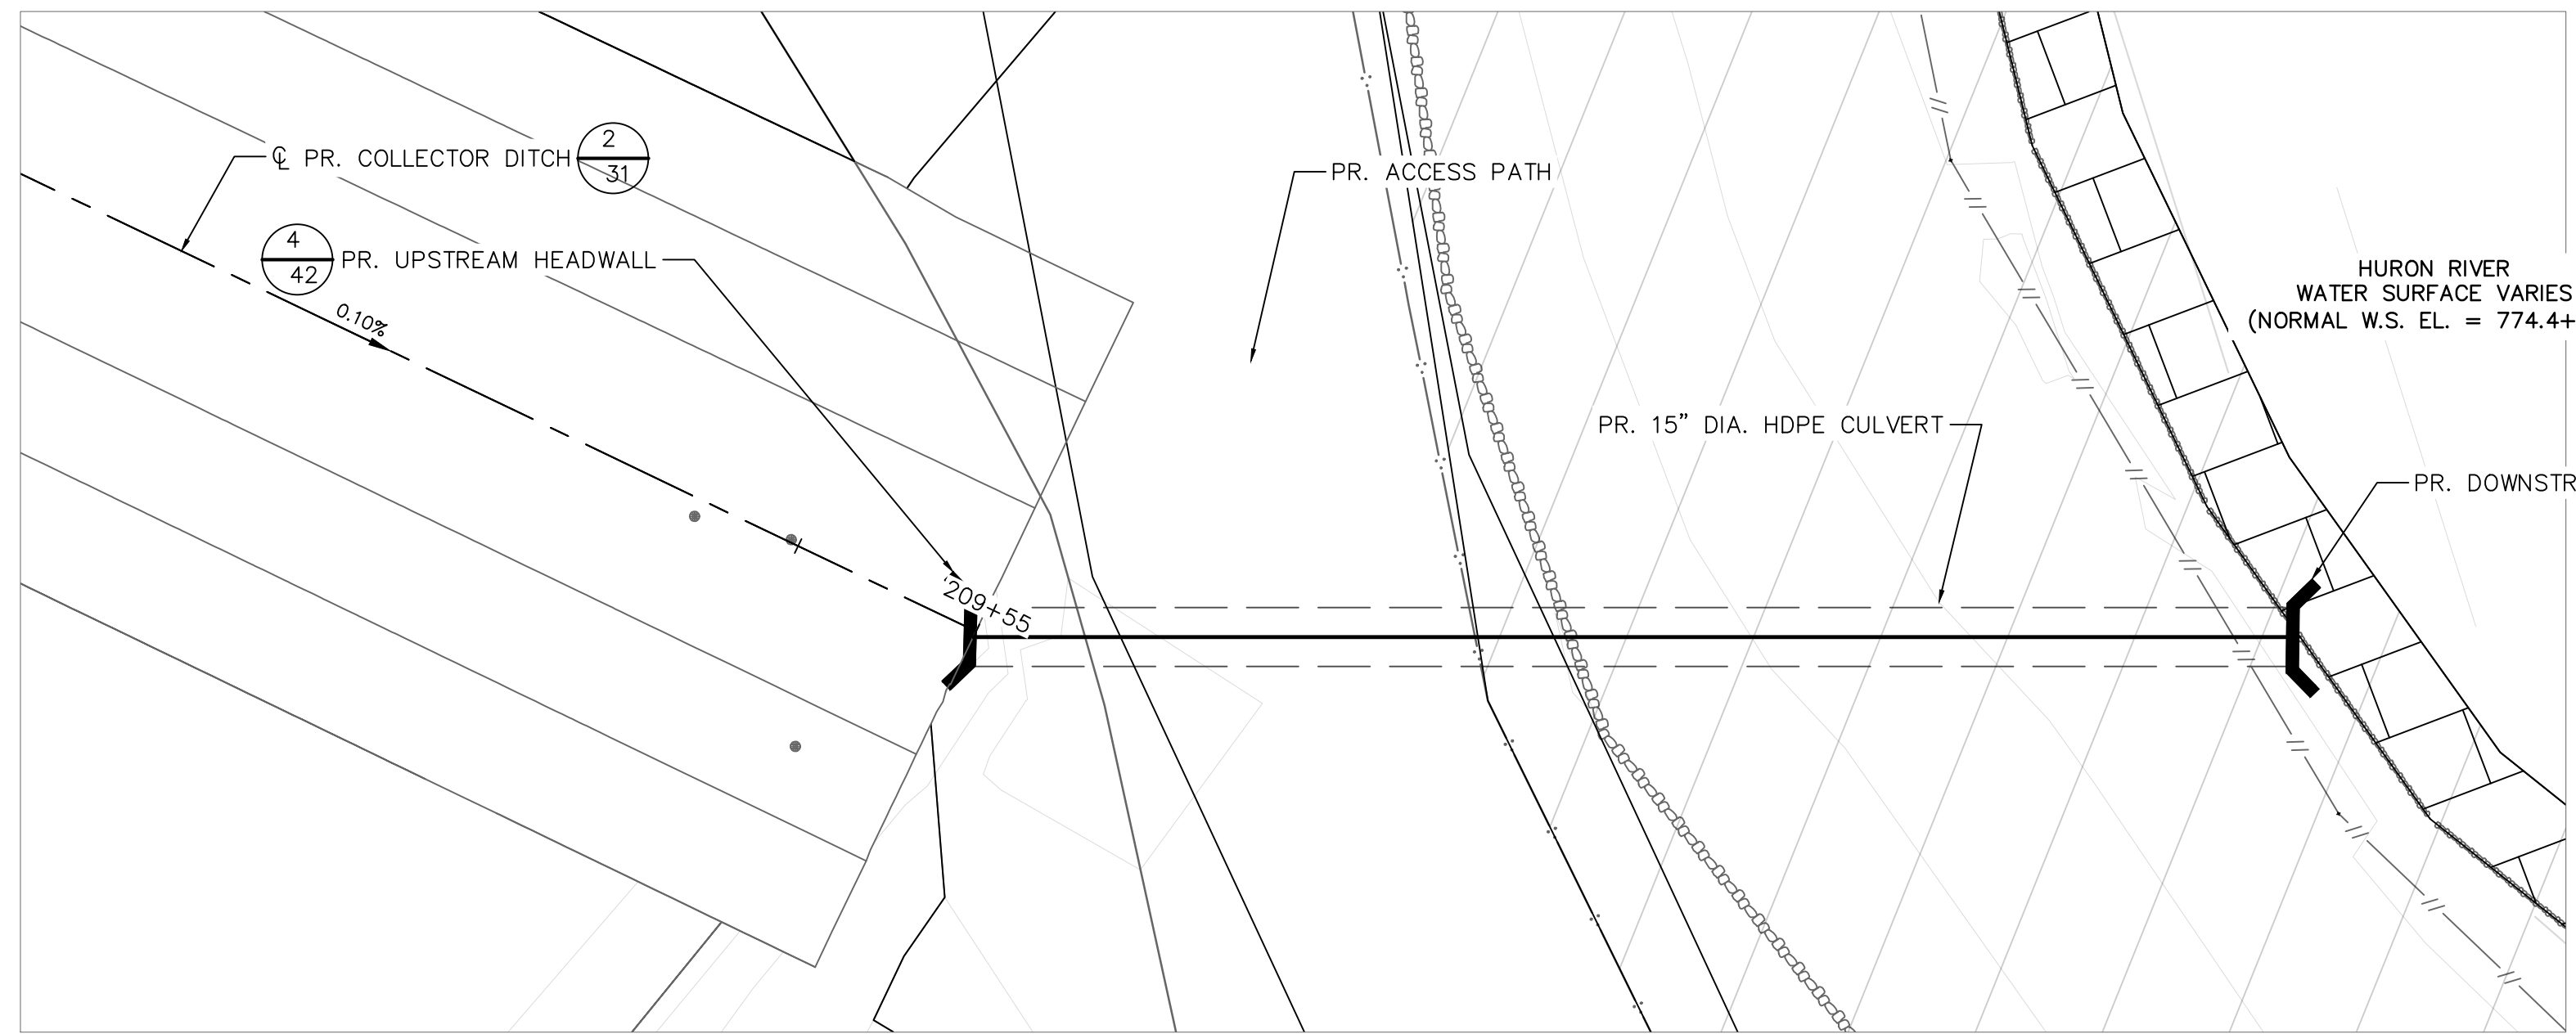 ℄ PR. COLLECTOR DITCH
2
31
PR. ACCESS PATH
4
42
PR. UPSTREAM HEADWALL
HURON RIVER
WATER SURFACE VARIES
(NORMAL W.S. EL. = 774.4+
0.10%
PR. 15" DIA. HDPE CULVERT
PR. DOWNSTR
209+55